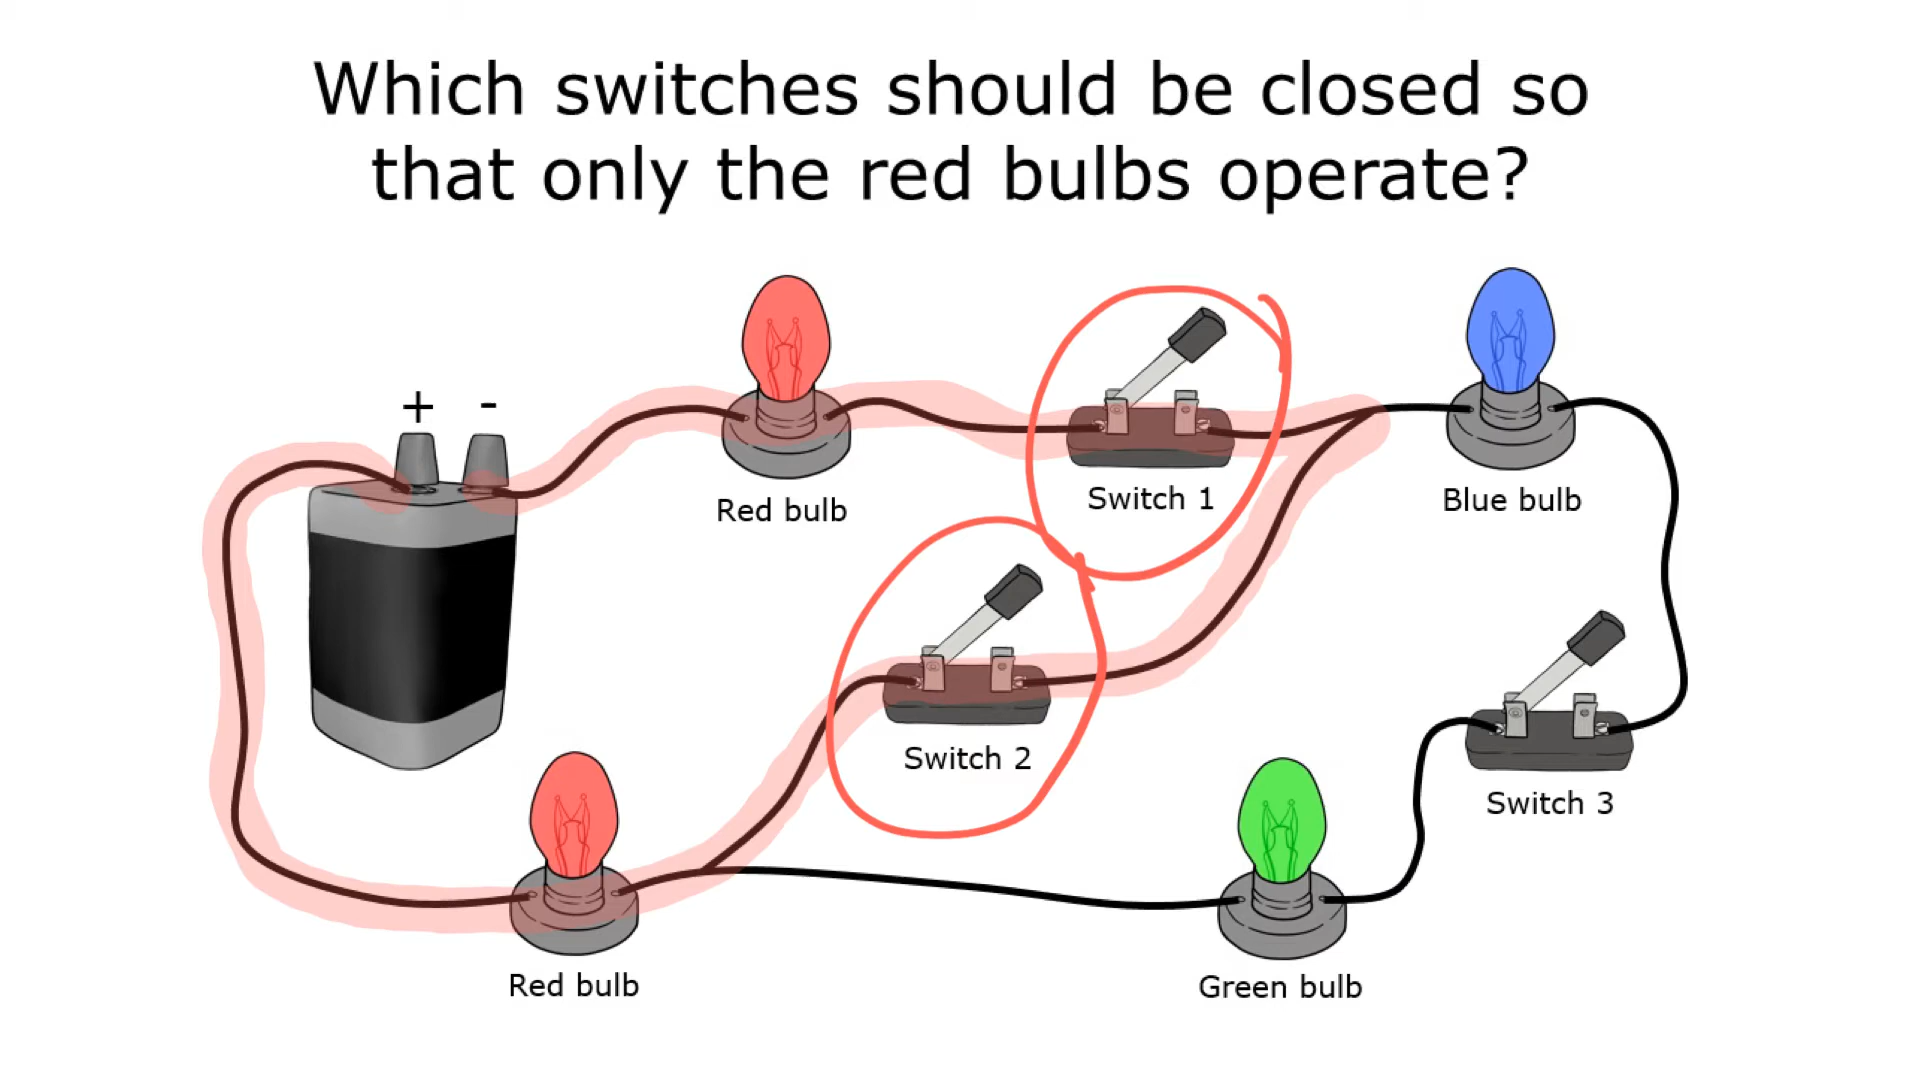 Which switches should be closed so
that only the red bulbs operate?
+ -
Red bulb
Switch 1
Blue bulb
Switch 2
Switch 3
Red bulb
Green bulb